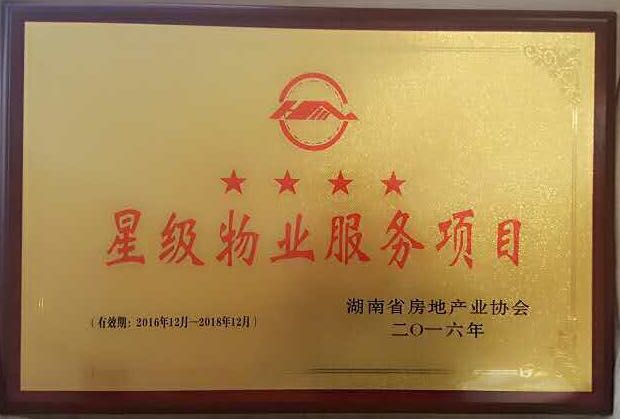 星级物业服务项目
湖南省房地产业协会
(有效期：2016年12月—2018年12月)
二〇一六年